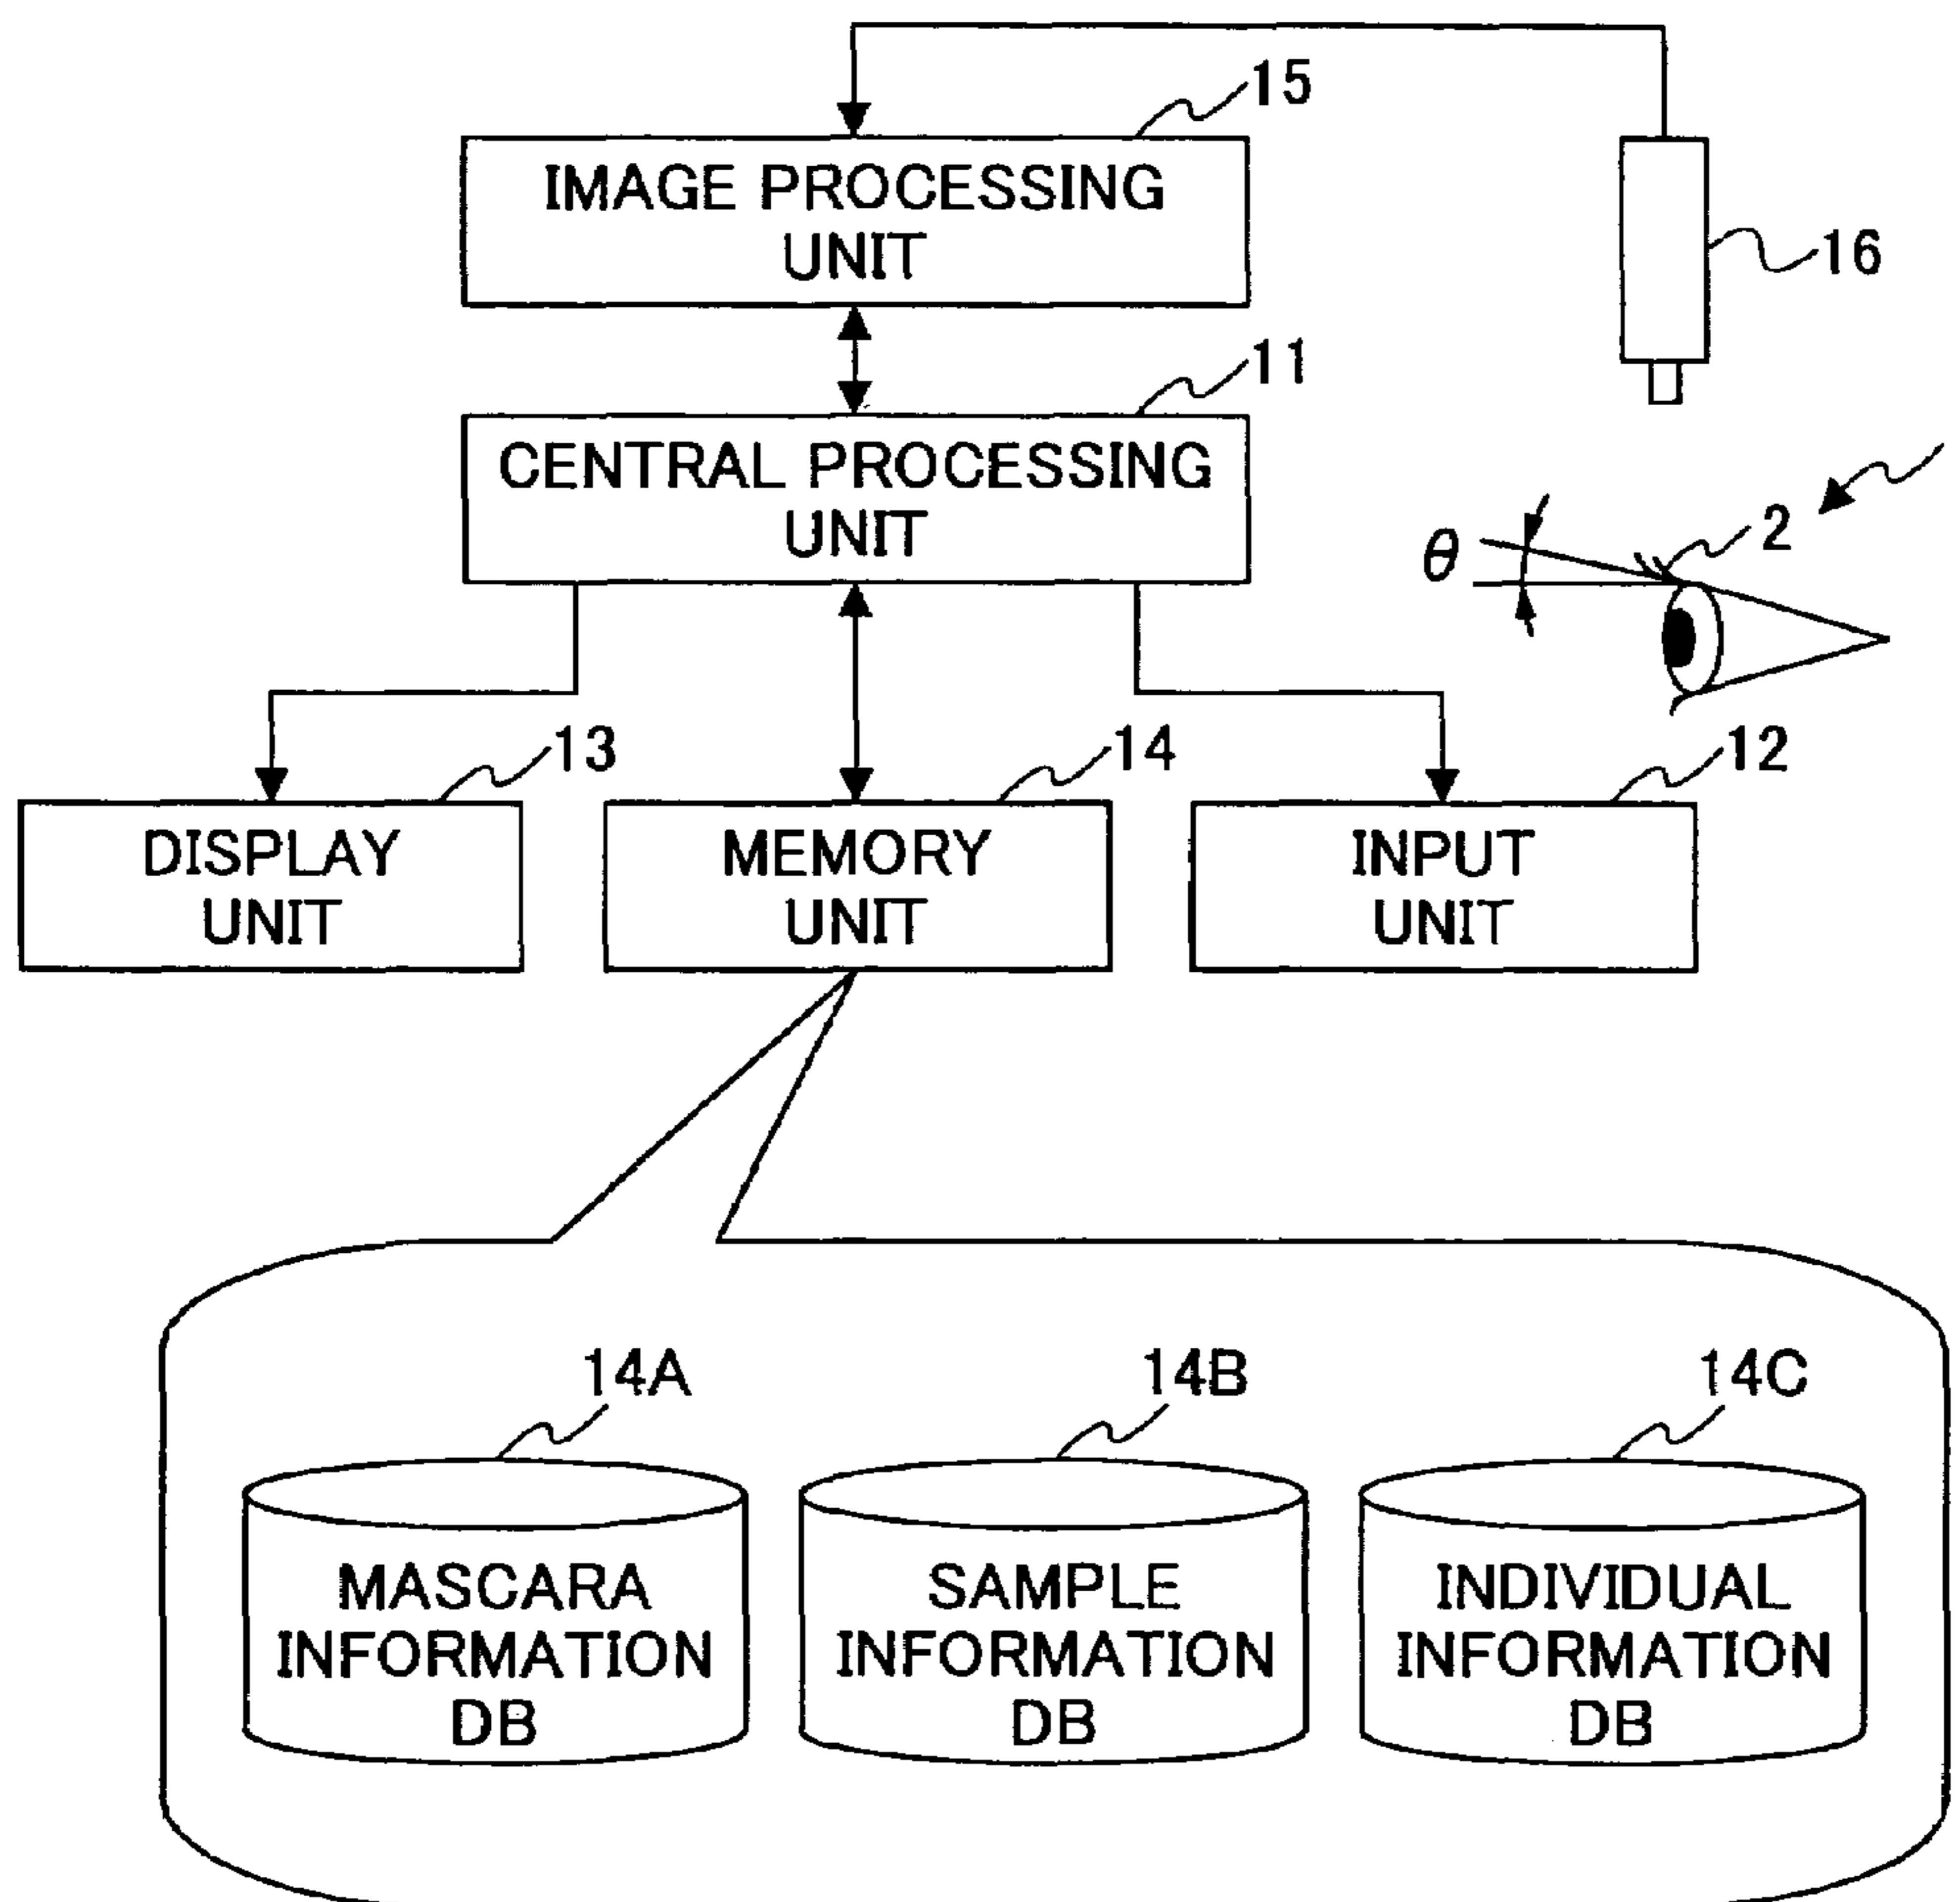 15
IMAGE PROCESSING
UNIT
16
11
CENTRAL PROCESSING
UNIT
2
θ
13
14
12
DISPLAY
UNIT
MEMORY
UNIT
INPUT
UNIT
14A
14B
14C
MASCARA
INFORMATION
DB
SAMPLE
INFORMATION
DB
INDIVIDUAL
INFORMATION
DB